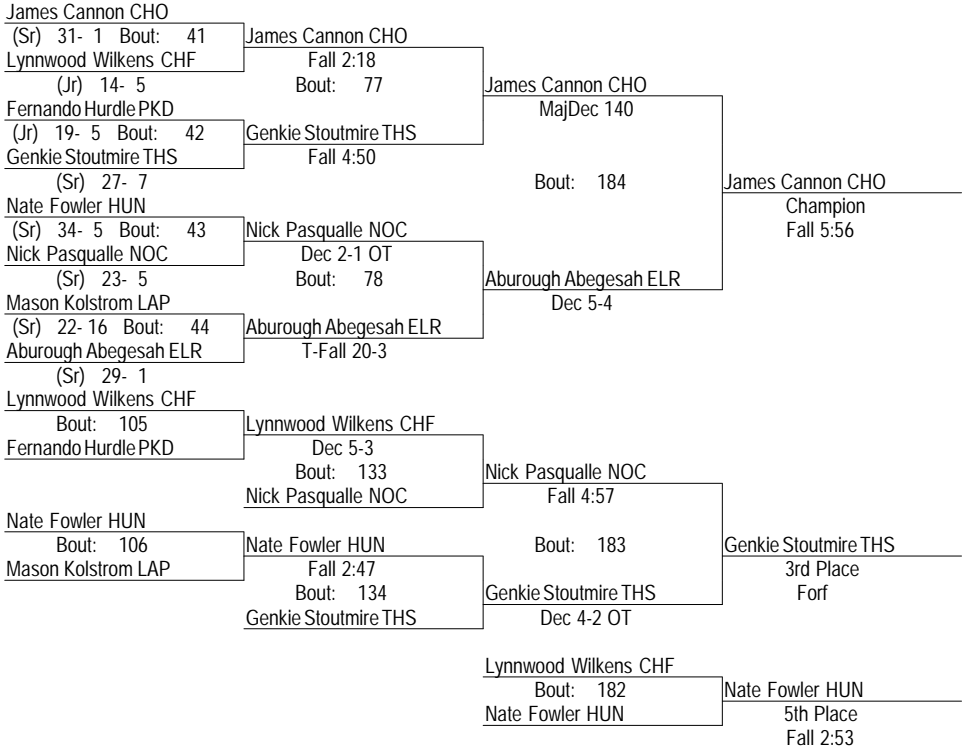 James Cannon CHO
(Sr) 31- 1 Bout: 41
James Cannon CHO
Lynnwood Wilkens CHF
Fall 2:18
(Jr) 14- 5
Bout: 77
James Cannon CHO
Fernando Hurdle PKD
MajDec 140
(Jr) 19- 5 Bout: 42
Genkie Stoutmire THS
Genkie Stoutmire THS
Fall 4:50
(Sr) 27- 7
Bout: 184
James Cannon CHO
Nate Fowler HUN
Champion
(Sr) 34- 5 Bout: 43
Nick Pasqualle NOC
Fall 5:56
Nick Pasqualle NOC
Dec 2-1 OT
(Sr) 23- 5
Bout: 78
Aburough Abegesah ELR
Mason Kolstrom LAP
Dec 5-4
(Sr) 22- 16 Bout: 44
Aburough Abegesah ELR
Aburough Abegesah ELR
T-Fall 20-3
(Sr) 29- 1
Lynnwood Wilkens CHF
Bout: 105
Lynnwood Wilkens CHF
Fernando Hurdle PKD
Dec 5-3
Bout: 133
Nick Pasqualle NOC
Nick Pasqualle NOC
Fall 4:57
Nate Fowler HUN
Bout: 106
Nate Fowler HUN
Bout: 183
Genkie Stoutmire THS
Mason Kolstrom LAP
Fall 2:47
3rd Place
Bout: 134
Genkie Stoutmire THS
Forf
Genkie Stoutmire THS
Dec 4-2 OT
Lynnwood Wilkens CHF
Bout: 182
Nate Fowler HUN
Nate Fowler HUN
5th Place
Fall 2:53